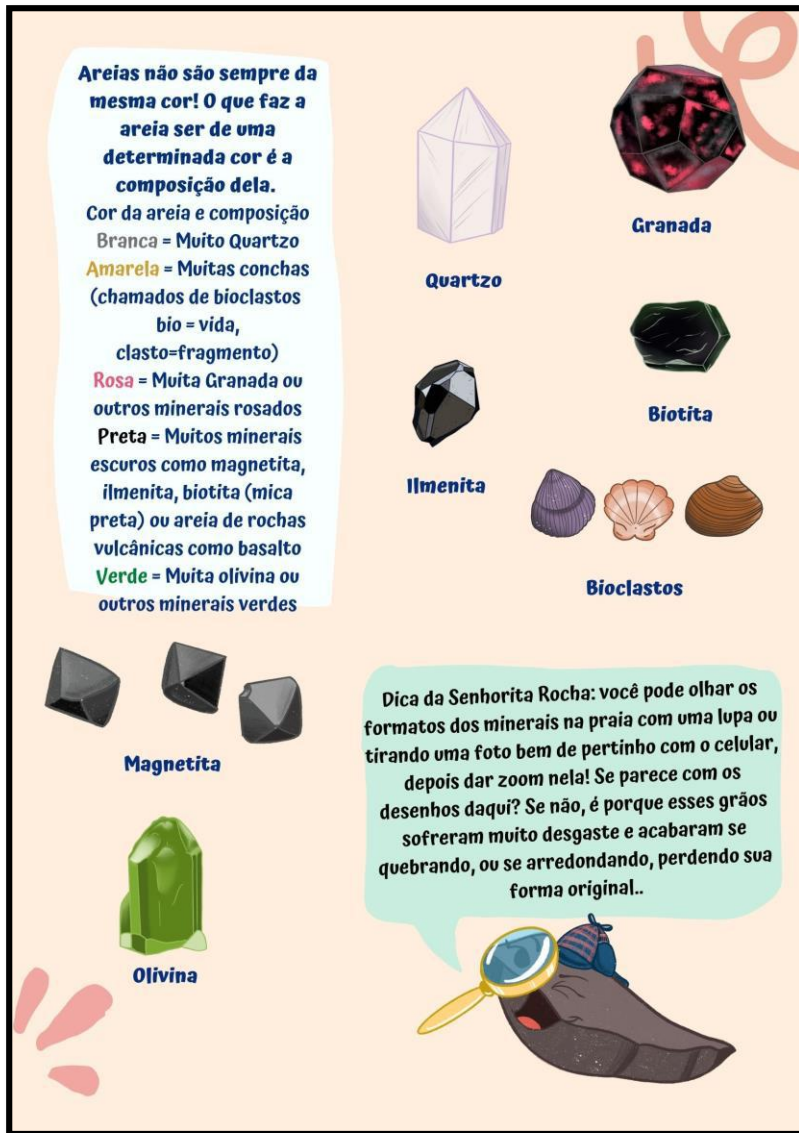 Areias não são sempre da
mesma cor! O que faz a
areia ser de uma
determinada cor é a
composição dela.
Cor da areia e composição
Branca = Muito Quartzo
Amarela = Muitas conchas
(chamados de bioclastos
bio = vida,
clasto=fragmento)
Rosa = Muita Granada ou
outros minerais rosados
Preta = Muitos minerais
escuros como magnetita,
ilmenita, biotita (mica
preta) ou areia de rochas
vulcânicas como basalto
Verde = Muita olivina ou
outros minerais verdes
Quartzo
Granada
Ilmenita
Biotita
Bioclastos
Magnetita
Olivina
Dica da Senhorita Rocha: você pode olhar os
formatos dos minerais na praia com uma lupa ou
tirando uma foto bem de pertinho com o celular,
depois dar zoom nela! Se parece com os
desenhos daqui? Se não, é porque esses grãos
sofreram muito desgaste e acabaram se
quebrando, ou se arredondando, perdendo sua
forma original..